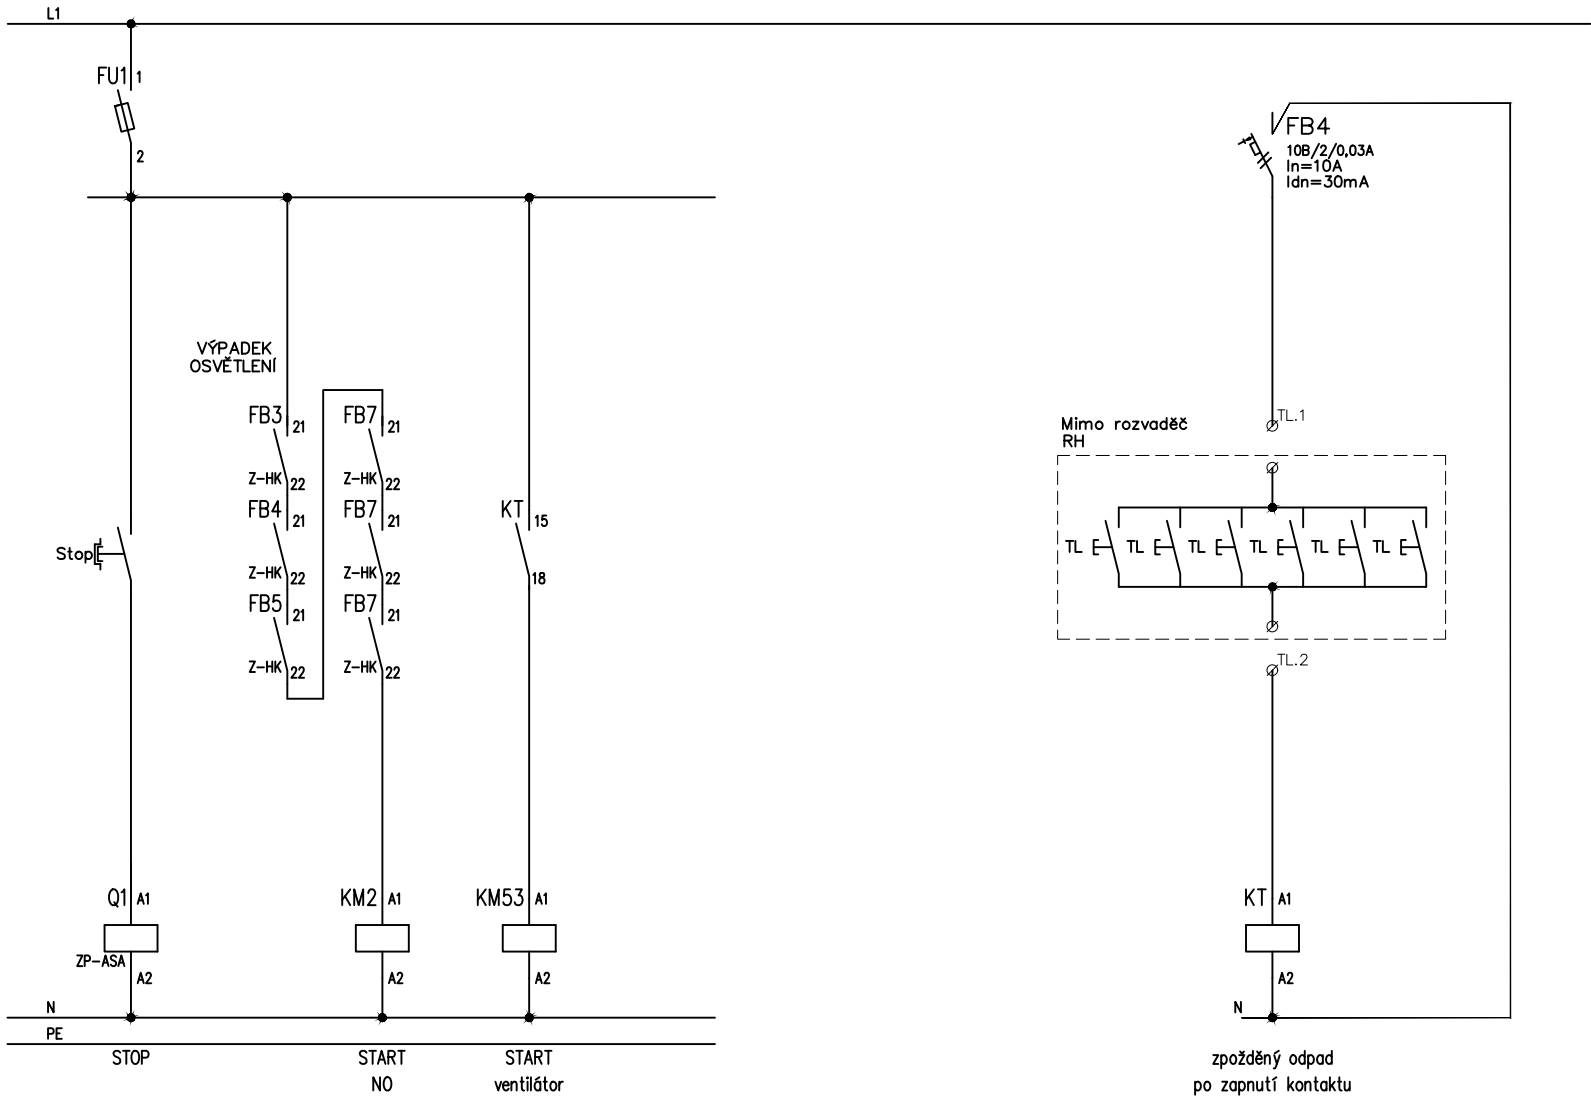 L1
FU1 1
2
FB4
10B/2/0,03A
In=10A
Idn=30mA
VÝPADEK
OSVĚTLENÍ
FB3 21
Z-HK 22
FB4 21
Z-HK 22
FB5 21
Z-HK 22
FB7 21
Z-HK 22
FB7 21
Z-HK 22
FB7 21
Z-HK 22
KT 15
18
Stop
TL.1
Mimo rozvaděč
RH
TL TL TL TL TL TL
TL.2
Q1 A1
ZP-ASA
A2
KM2 A1
A2
KM53 A1
A2
KT A1
A2
N
N
PE
STOP
START
NO
START
ventilátor
zpožděný odpad
po zapnutí kontaktu